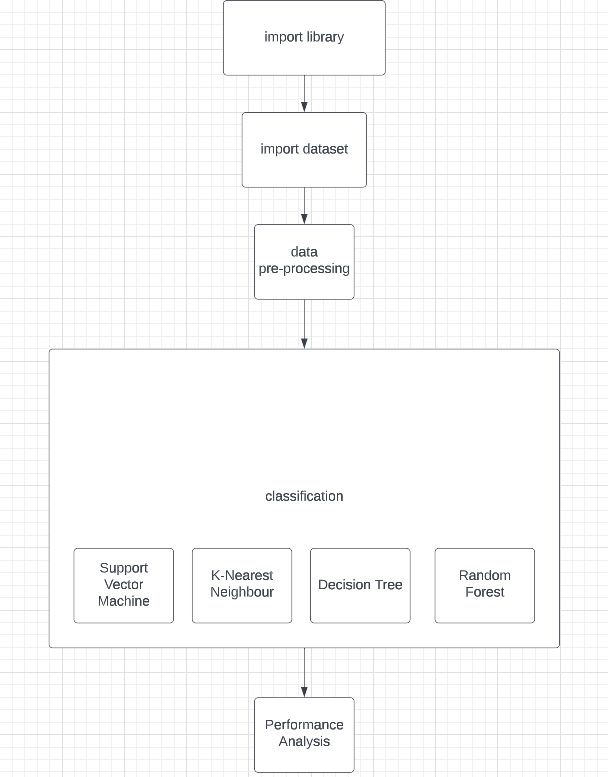 import library
import dataset
data
pre-processing
classification
Support
Vector
Machine
K-Nearest
Neighbour
Decision Tree
Random
Forest
Performance
Analysis